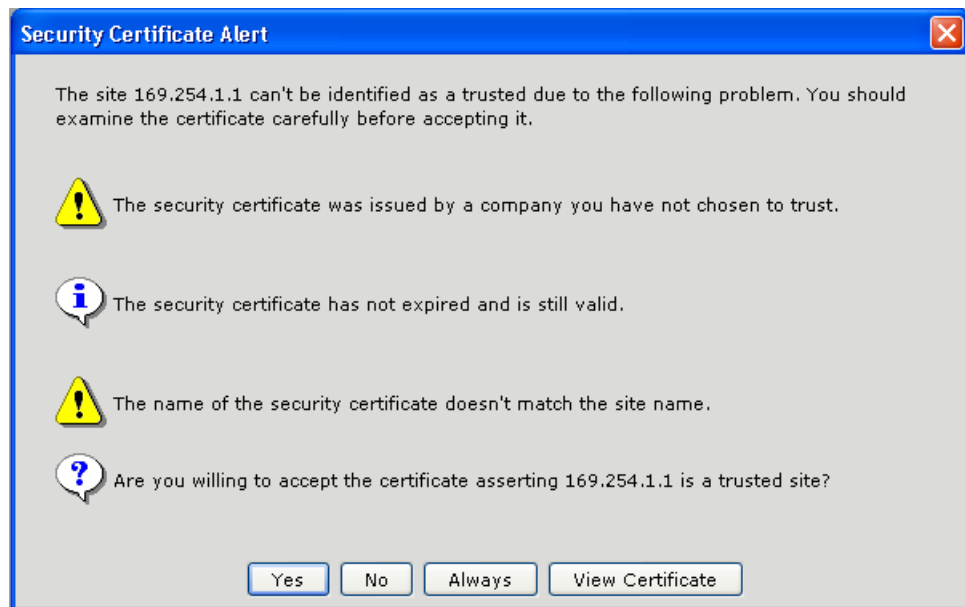 Security Certificate Alert
The site 169.254.1.1 can't be identified as a trusted due to the following problem. You should
examine the certificate carefully before accepting it.
The security certificate was issued by a company you have not chosen to trust.
The security certificate has not expired and is still valid.
The name of the security certificate doesn't match the site name.
Are you willing to accept the certificate asserting 169.254.1.1 is a trusted site?
Yes No Always View Certificate